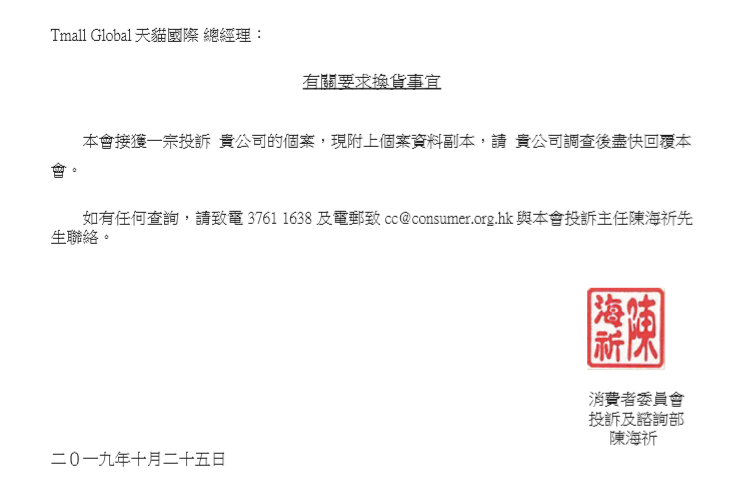 Tmall Global 天貓國際 總經理：
有關要求換貨事宜
本會接獲一宗投訴 貴公司的個案，現附上個案資料副本，請 貴公司調查後盡快回覆本
會。
如有任何查詢，請致電 3761 1638 及電郵致 cc@consumer.org.hk 與本會投訴主任陳海祈先
生聯絡。
陳海祈
消費者委員會
投訴及諮詢部
陳海祈
二０一九年十月二十五日